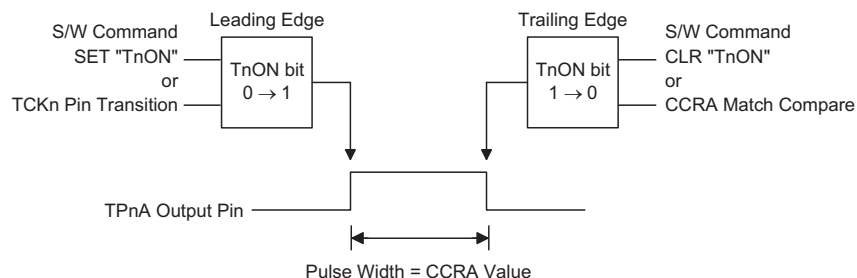 Leading Edge
S/W Command
SET "TnON"
or
TCKn Pin Transition
TnON bit
0 → 1
Trailing Edge
TnON bit
1 → 0
S/W Command
CLR "TnON"
or
CCRA Match Compare
TPnA Output Pin
Pulse Width = CCRA Value